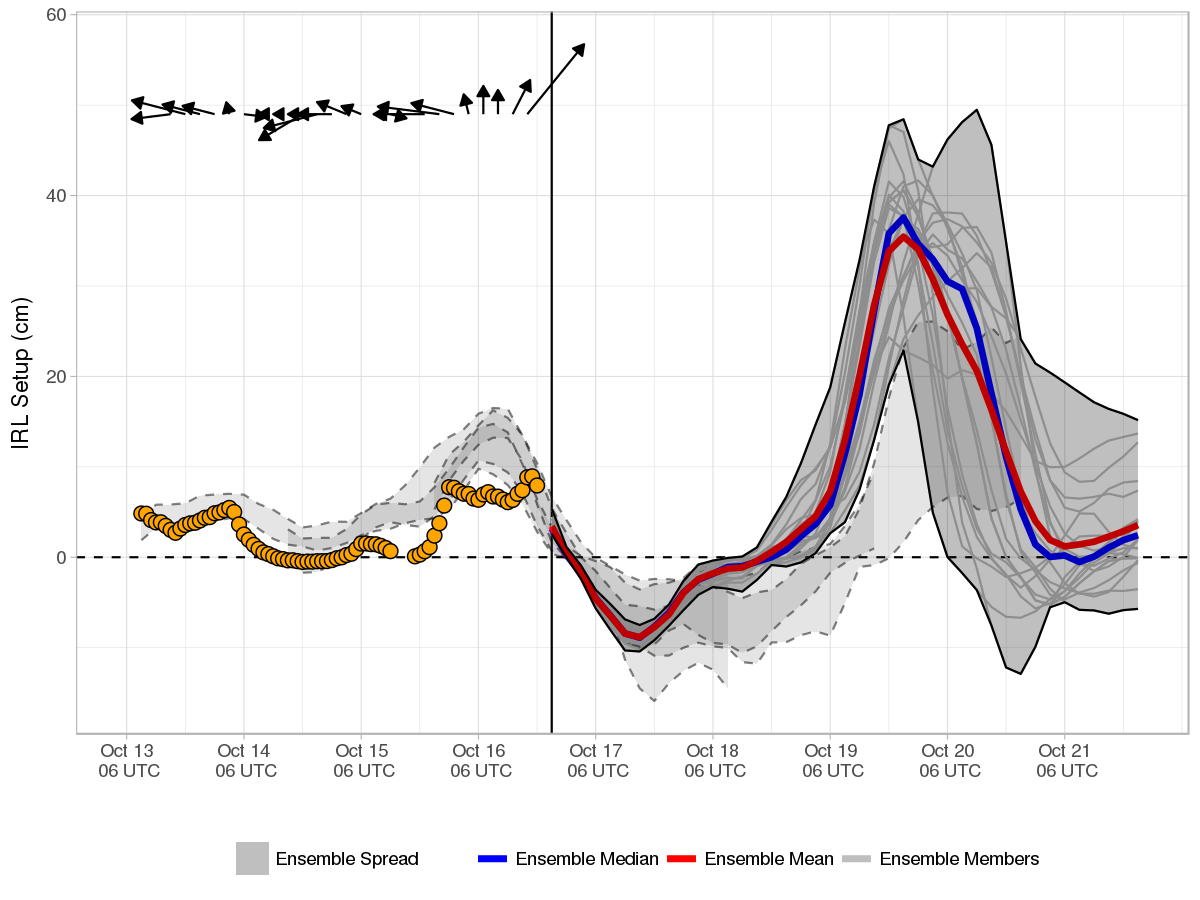 60
40
20
0
IRL Setup (cm)
Oct 13 Oct 14 Oct 15 Oct 16 Oct 17 Oct 18 Oct 19 Oct 20 Oct 21
06 UTC 06 UTC 06 UTC 06 UTC 06 UTC 06 UTC 06 UTC 06 UTC 06 UTC
Ensemble Spread Ensemble Median Ensemble Mean Ensemble Members